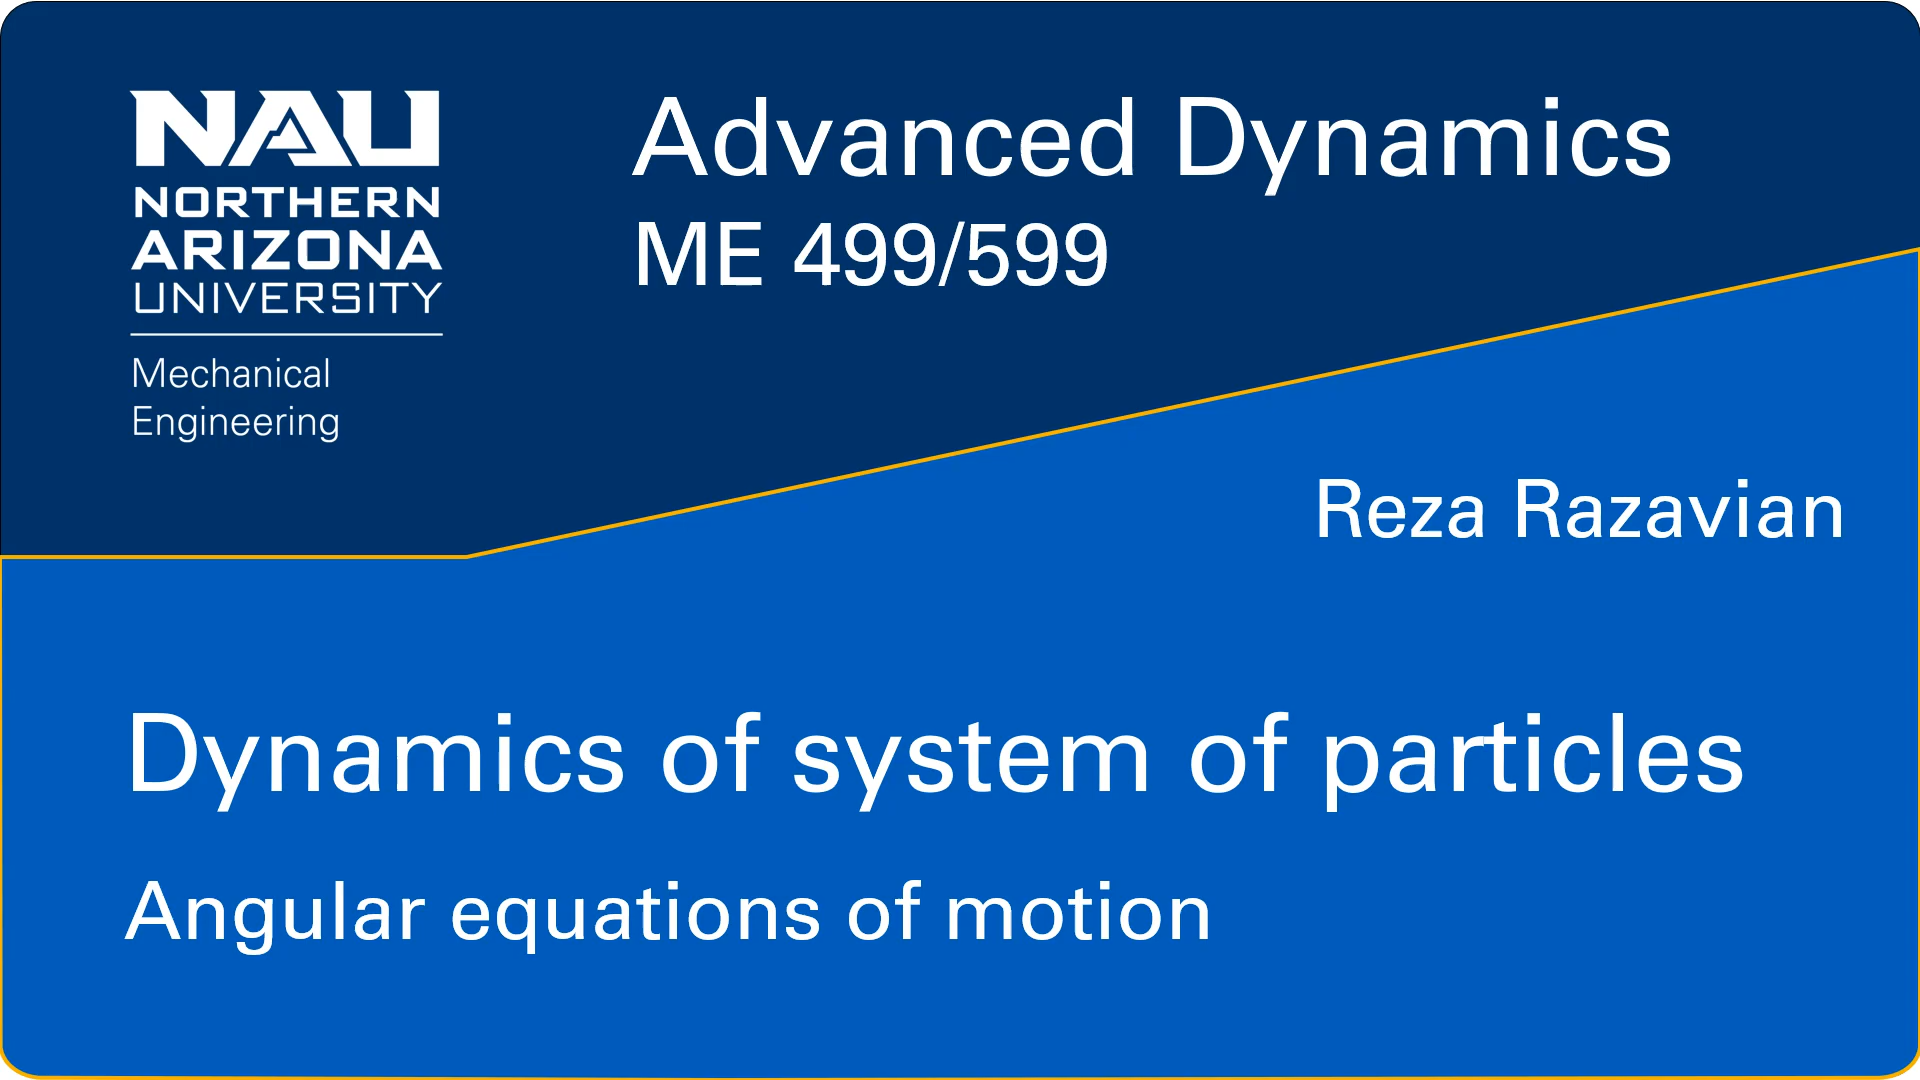 NAU
NORTHERN
ARIZONA
UNIVERSITY
Mechanical
Engineering
Advanced Dynamics
ME 499/599
Reza Razavian
Dynamics of system of particles
Angular equations of motion